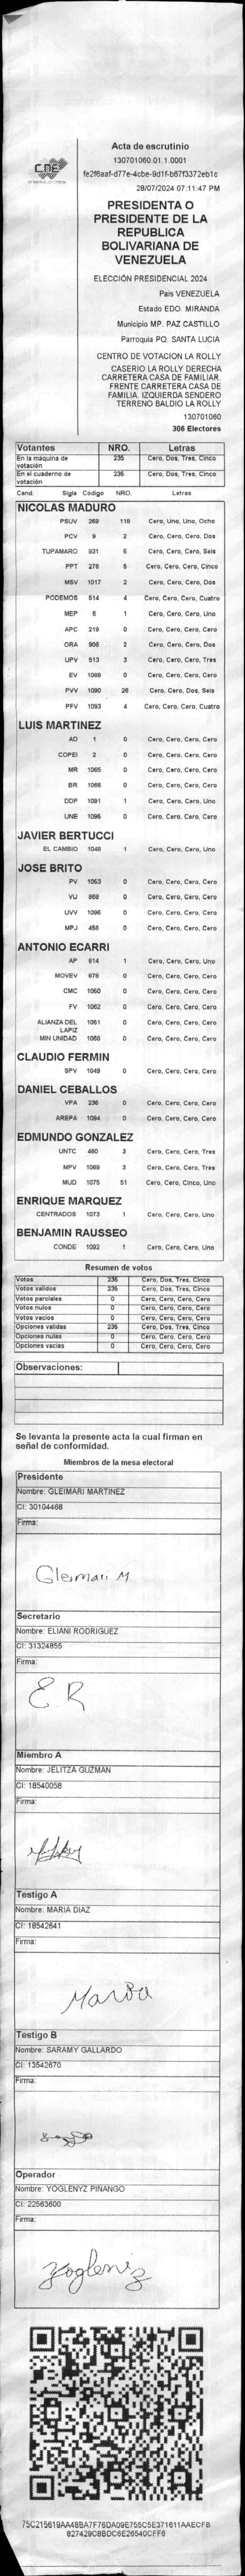 CNE
Acta de escrutinio
130701060.01.1.0001
fe2f6aaf-d77e-4cbe-9d1f-b67f3372eb1c
28/07/2024 07:11:47 PM
PRESIDENTA O
PRESIDENTE DE LA
REPUBLICA
BOLIVARIANA DE
VENEZUELA
ELECCIÓN PRESIDENCIAL 2024
Pais VENEZUELA
Estado EDO. MIRANDA
Municipio MP. PAZ CASTILLO
Parroquia PQ. SANTA LUCIA
CENTRO DE VOTACION LA ROLLY
CASERIO LA ROLLY DERECHA
CARRETERA CASA DE FAMILIAR.
FRENTE CARRETERA CASA DE
FAMILIA. IZQUIERDA SENDERO
TERRENO BALDIO LA ROLLY
130701060
306 Electores
Votantes NRO. Letras
En la máquina de votación 235 Cero, Dos, Tres, Cinco
En el cuaderno de votación 235 Cero, Dos, Tres, Cinco
Cand. Sigla Código NRO. Letras
NICOLAS MADURO
PSUV 269 118 Cero, Uno, Uno, Ocho
PCV 9 2 Cero, Cero, Cero, Dos
TUPAMARO 931 6 Cero, Cero, Cero, Seis
PPT 278 5 Cero, Cero, Cero, Cinco
MSV 1017 2 Cero, Cero, Cero, Dos
PODEMOS 514 4 Cero, Cero, Cero, Cuatro
MEP 6 1 Cero, Cero, Cero, Uno
APC 219 0 Cero, Cero, Cero, Cero
ORA 906 2 Cero, Cero, Cero, Dos
UPV 513 3 Cero, Cero, Cero, Tres
EV 1089 0 Cero, Cero, Cero, Cero
PVV 1090 26 Cero, Cero, Dos, Seis
PFV 1093 4 Cero, Cero, Cero, Cuatro
LUIS MARTINEZ
AD 1 0 Cero, Cero, Cero, Cero
COPEI 2 0 Cero, Cero, Cero, Cero
MR 1065 0 Cero, Cero, Cero, Cero
BR 1066 0 Cero, Cero, Cero, Cero
DDP 1091 1 Cero, Cero, Cero, Uno
UNE 1095 0 Cero, Cero, Cero, Cero
JAVIER BERTUCCI
EL CAMBIO 1048 1 Cero, Cero, Cero, Uno
JOSE BRITO
PV 1053 0 Cero, Cero, Cero, Cero
VU 968 0 Cero, Cero, Cero, Cero
UVV 1096 0 Cero, Cero, Cero, Cero
MPJ 458 0 Cero, Cero, Cero, Cero
ANTONIO ECARRI
AP 814 1 Cero, Cero, Cero, Uno
MOVEV 878 0 Cero, Cero, Cero, Cero
CMC 1050 0 Cero, Cero, Cero, Cero
FV 1062 0 Cero, Cero, Cero, Cero
ALIANZA DEL LAPIZ 1061 0 Cero, Cero, Cero, Cero
MIN UNIDAD 1068 0 Cero, Cero, Cero, Cero
CLAUDIO FERMIN
SPV 1049 0 Cero, Cero, Cero, Cero
DANIEL CEBALLOS
VPA 236 0 Cero, Cero, Cero, Cero
AREPA 1094 0 Cero, Cero, Cero, Cero
EDMUNDO GONZALEZ
UNTC 460 3 Cero, Cero, Cero, Tres
MPV 1069 3 Cero, Cero, Cero, Tres
MUD 1075 51 Cero, Cero, Cinco, Uno
ENRIQUE MARQUEZ
CENTRADOS 1073 1 Cero, Cero, Cero, Uno
BENJAMIN RAUSSEO
CONDE 1092 1 Cero, Cero, Cero, Uno
Resumen de votos
Votos 235 Cero, Dos, Tres, Cinco
Votos validos 235 Cero, Dos, Tres, Cinco
Votos parciales 0 Cero, Cero, Cero, Cero
Votos nulos 0 Cero, Cero, Cero, Cero
Votos vacios 0 Cero, Cero, Cero, Cero
Opciones validas 235 Cero, Dos, Tres, Cinco
Opciones nulas 0 Cero, Cero, Cero, Cero
Opciones vacias 0 Cero, Cero, Cero, Cero
Observaciones:
Se levanta la presente acta la cual firman en
señal de conformidad.
Miembros de la mesa electoral
Presidente
Nombre: GLEIMARI MARTINEZ
CI: 30104468
Firma:
Gleimari M
Secretario
Nombre: ELIANI RODRIGUEZ
CI: 31324855
Firma:
E R
Miembro A
Nombre: JELITZA GUZMAN
CI: 18540058
Firma:
Testigo A
Nombre: MARIA DIAZ
CI: 18542641
Firma:
Maria
Testigo B
Nombre: SARAMY GALLARDO
CI: 13542670
Firma:
Operador
Nombre: YOGLENYZ PIÑANGO
CI: 22563600
Firma:
Yogleniz
75C215619AA48BA7F76DA09E755C5E371611AAECFB
827429C8BDC6E26540CFF6